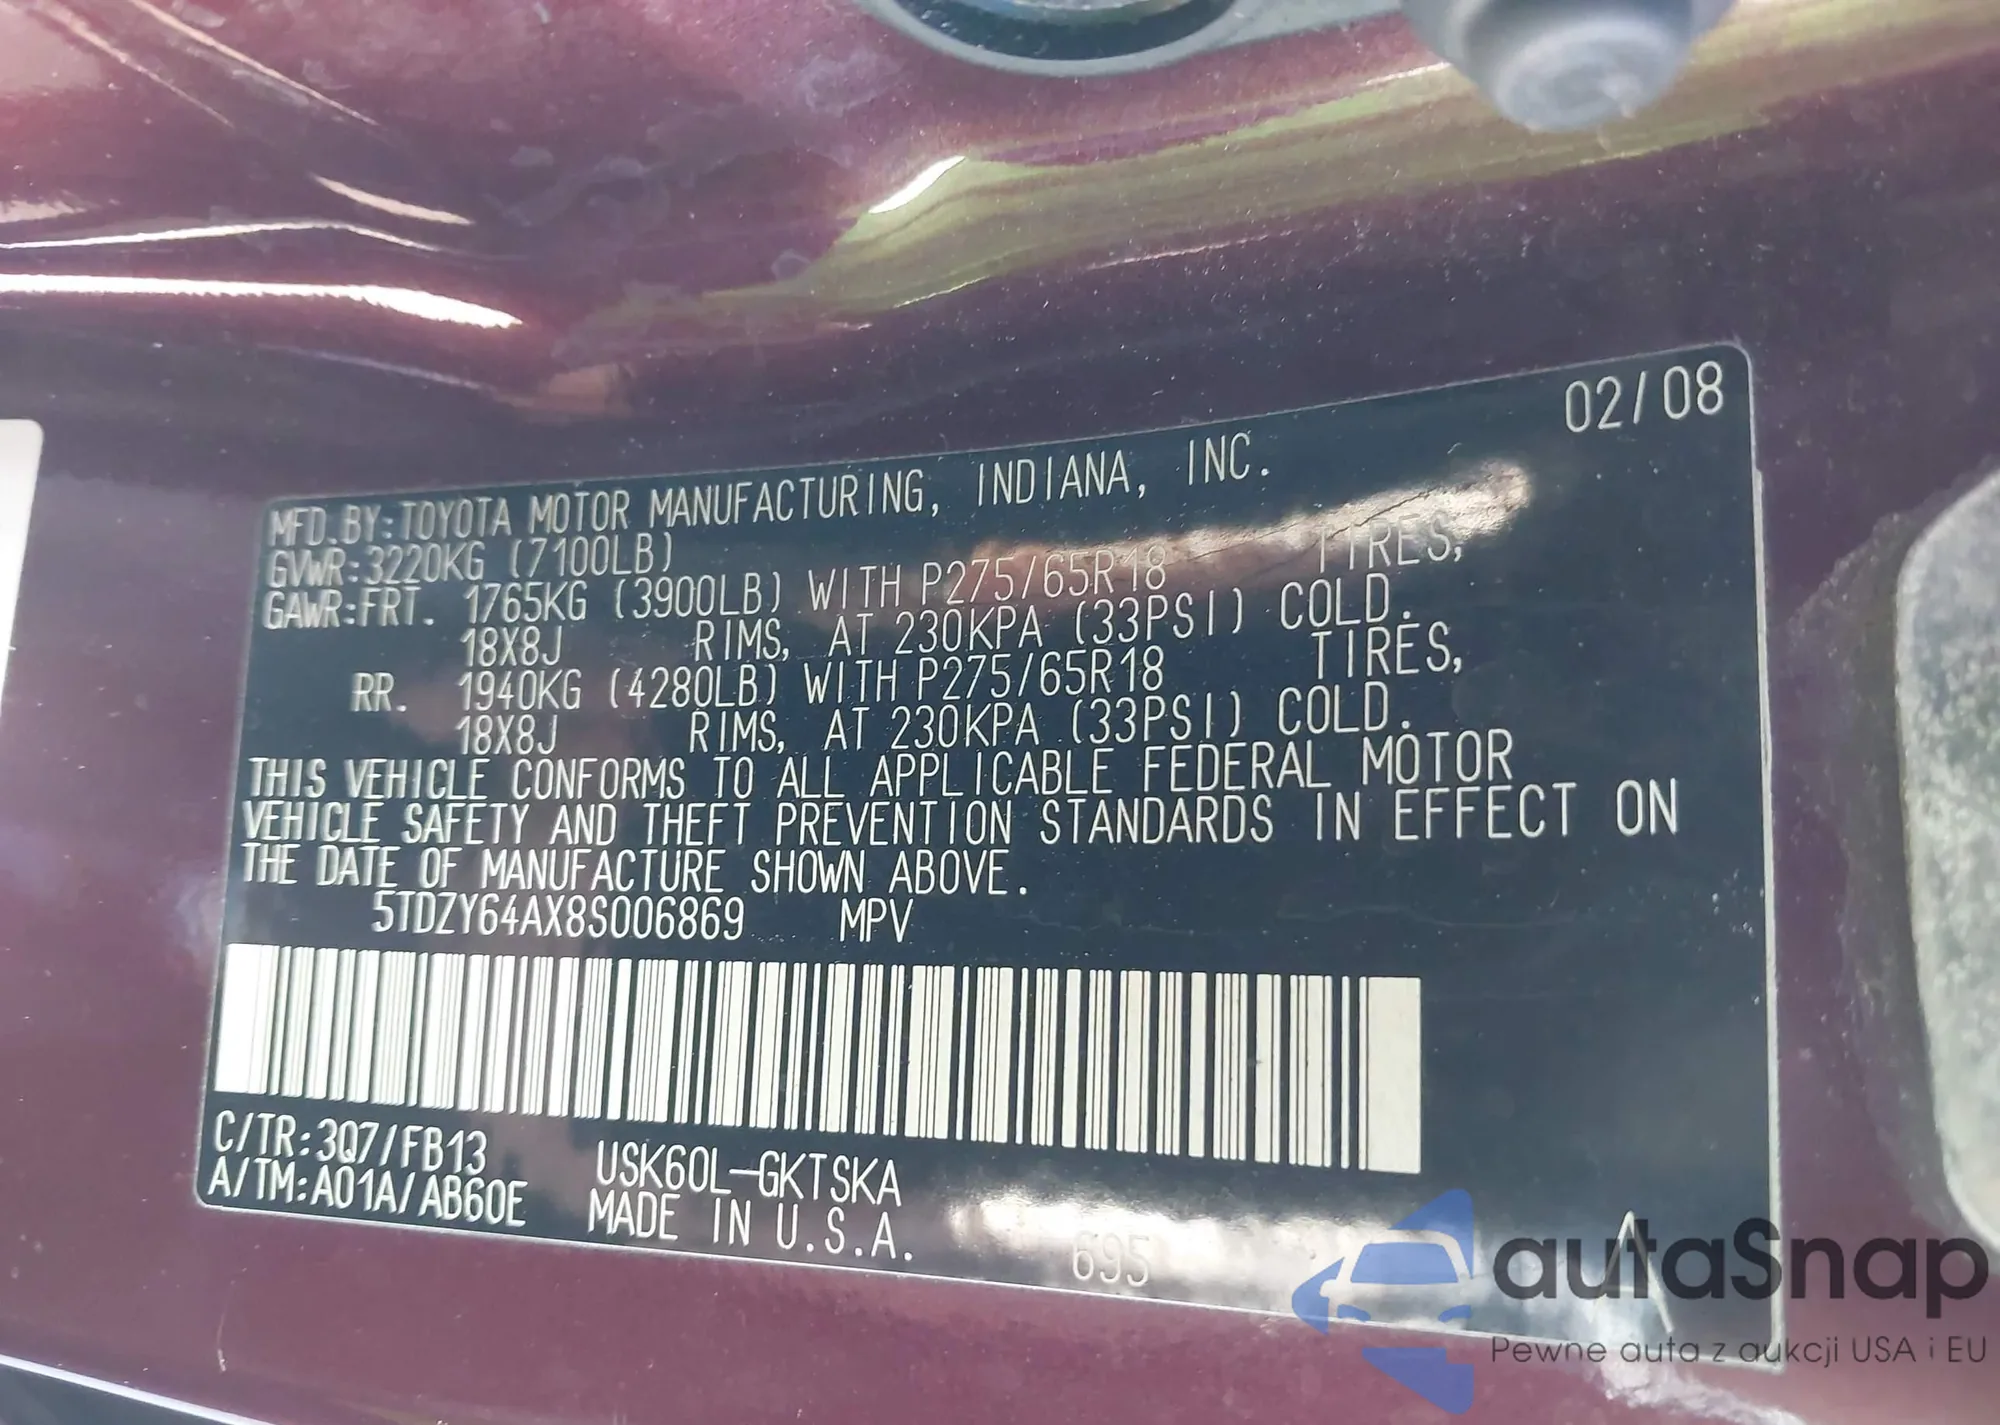 02/08
MFD.BY:TOYOTA MOTOR MANUFACTURING, INDIANA, INC.
GVWR:3220KG (7100LB)
GAWR:FRT. 1765KG (3900LB) WITH P275/65R18 TIRES,
18X8J RIMS, AT 230KPA (33PSI) COLD.
RR. 1940KG (4280LB) WITH P275/65R18 TIRES,
18X8J RIMS, AT 230KPA (33PSI) COLD.
THIS VEHICLE CONFORMS TO ALL APPLICABLE FEDERAL MOTOR
VEHICLE SAFETY AND THEFT PREVENTION STANDARDS IN EFFECT ON
THE DATE OF MANUFACTURE SHOWN ABOVE.
5TDZY64AX8S006869 MPV
C/TR:3Q7/FB13
A/TM:A01A/AB60E
USK60L-GKTSKA
MADE IN U.S.A.
695
autaSnap
Pewne auta z aukcji USA i EU